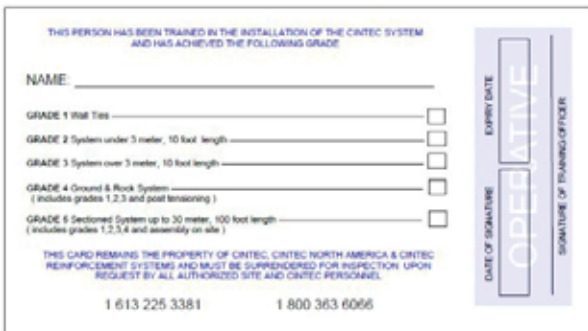 THIS PERSON HAS BEEN TRAINED IN THE INSTALLATION OF THE CINTEC SYSTEM
AND HAS ACHIEVED THE FOLLOWING GRADE
NAME:
GRADE 1 Wall Ties
GRADE 2 System under 3 meter, 10 foot length
GRADE 3 System over 3 meter, 10 foot length
GRADE 4 Ground & Rock System
( includes grades 1,2,3 and post tensioning )
GRADE 5 Sectioned System up to 30 meter, 100 foot length
( includes grades 1,2,3,4 and assembly on site )
THIS CARD REMAINS THE PROPERTY OF CINTEC, CINTEC NORTH AMERICA & CINTEC
REINFORCEMENT SYSTEMS AND MUST BE SURRENDERED FOR INSPECTION UPON
REQUEST BY ALL AUTHORIZED SITE AND CINTEC PERSONNEL
1 613 225 3381 1 800 363 6066
DATE OF SIGNATURE
EXPIRY DATE
OPERATIVE
SIGNATURE OF TRAINING OFFICER